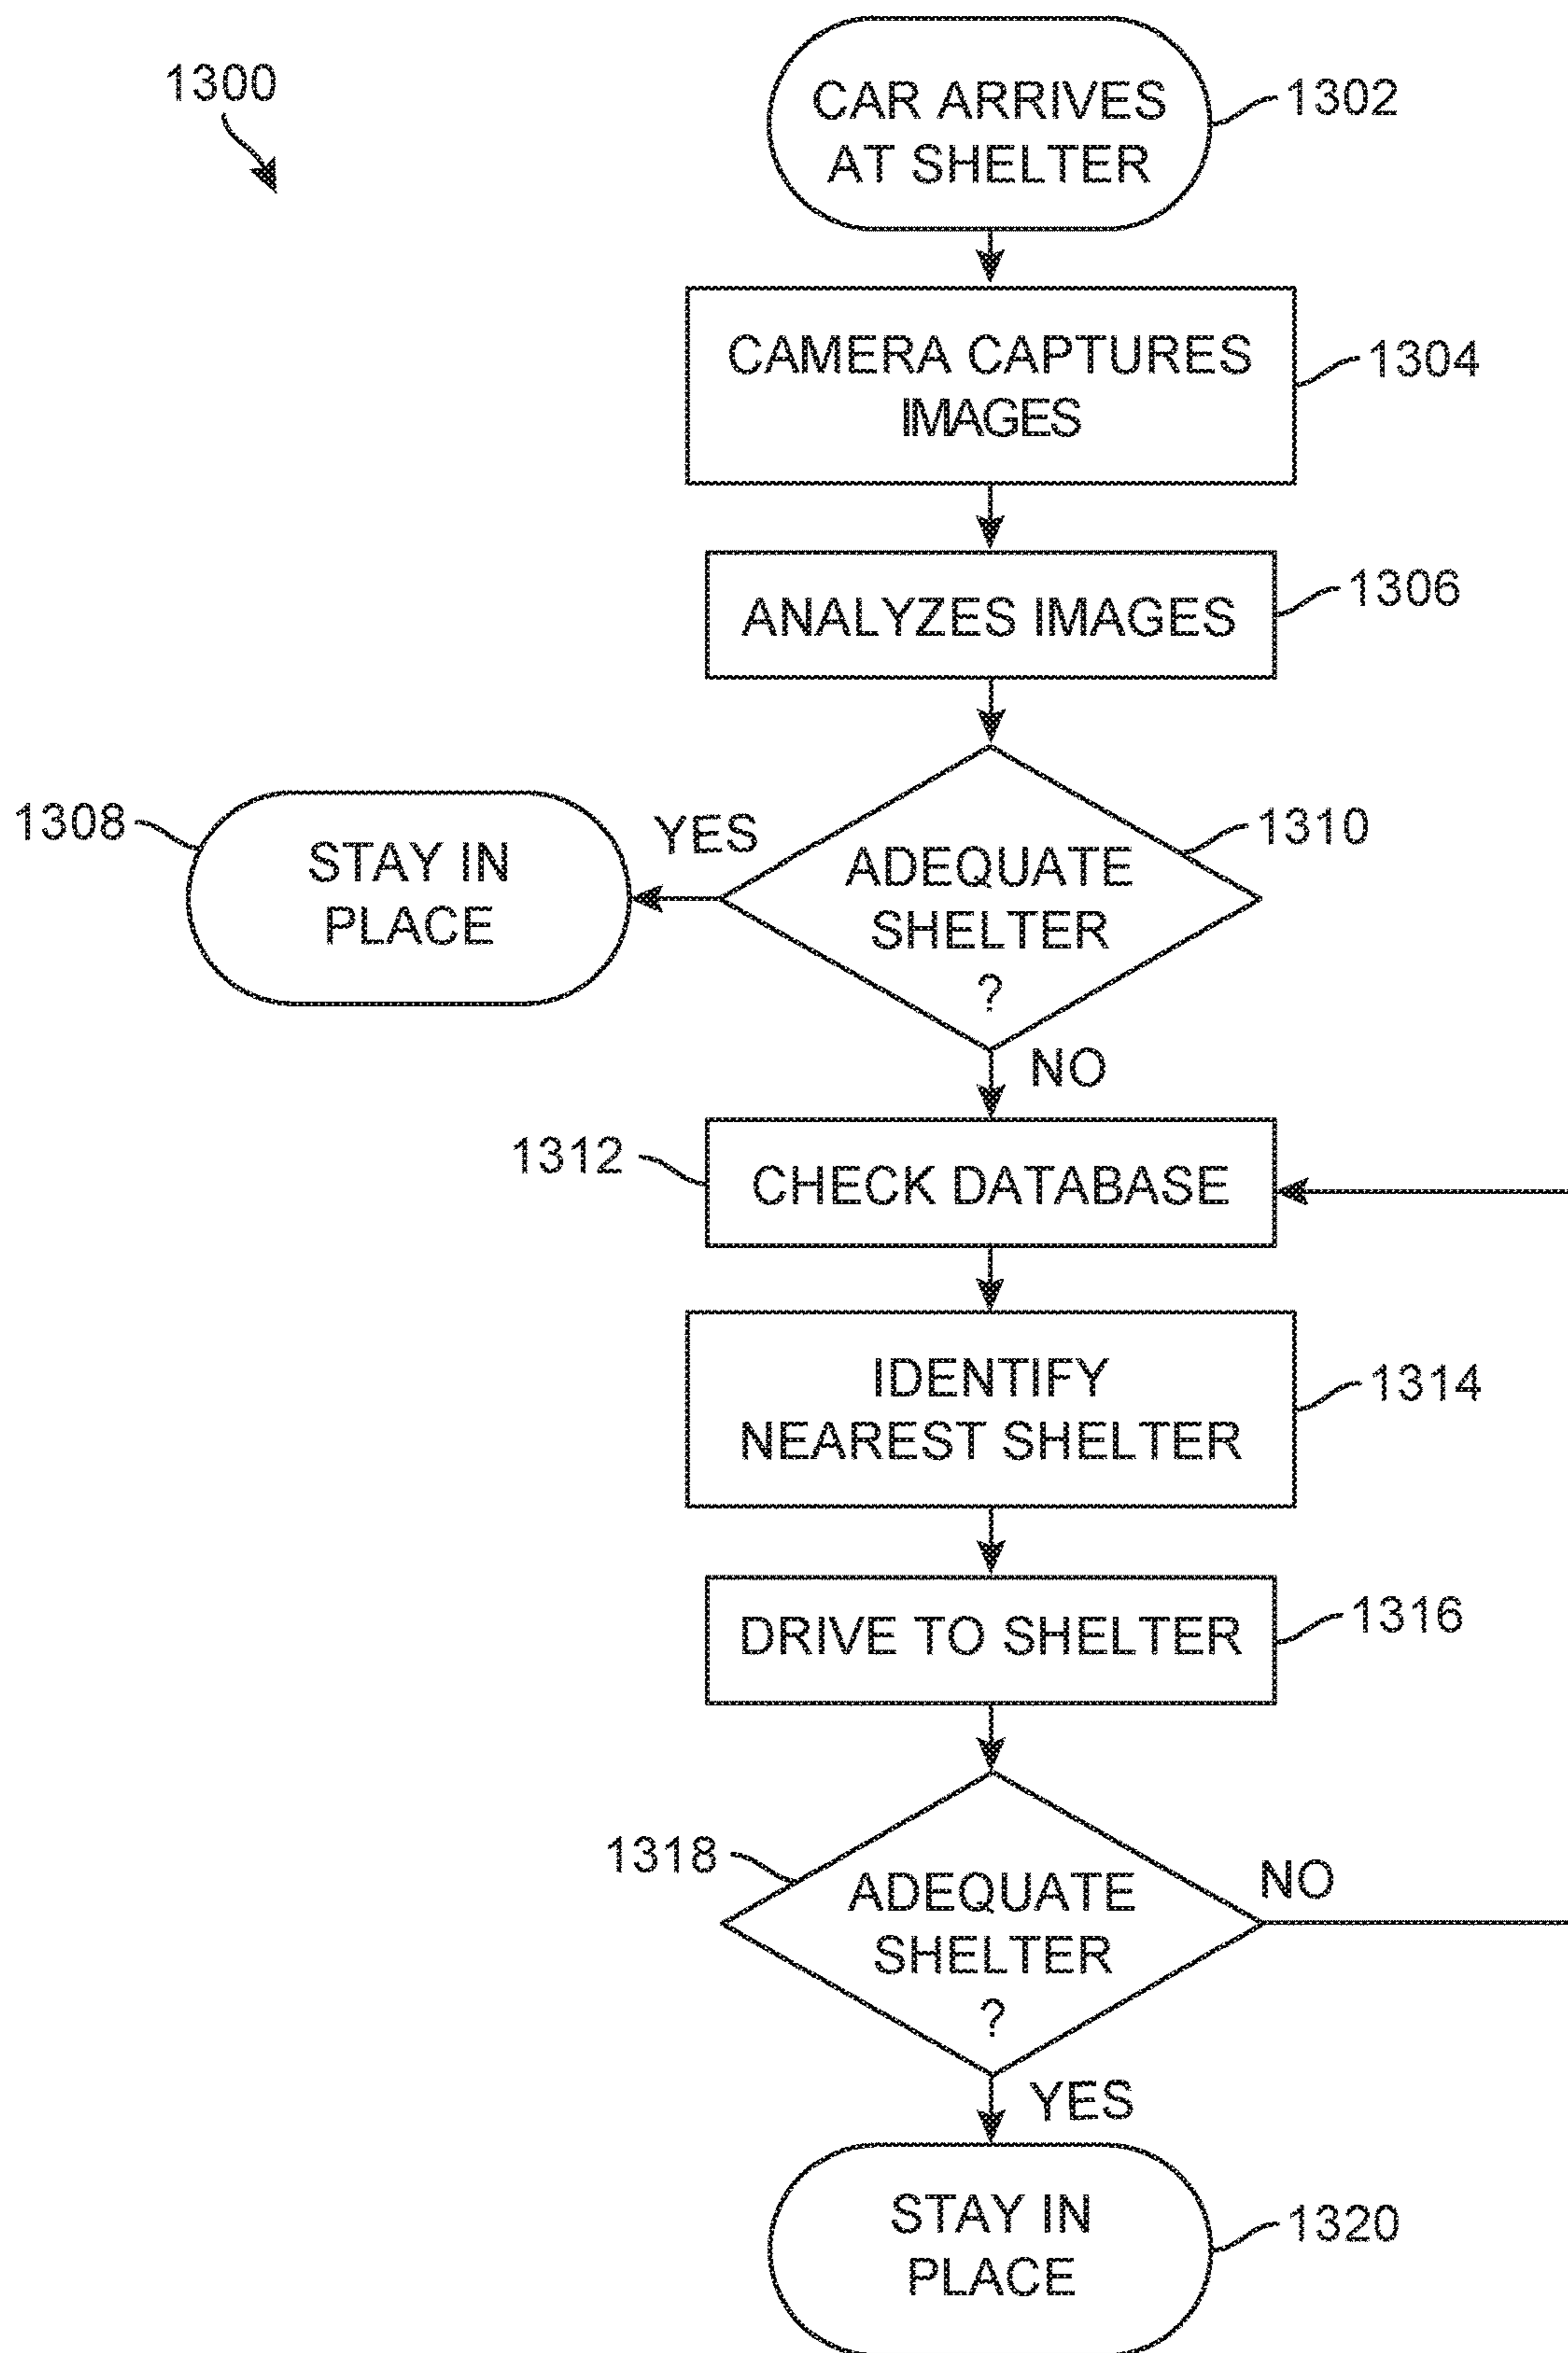 1300
CAR ARRIVES
AT SHELTER
1302
CAMERA CAPTURES
IMAGES
1304
ANALYZES IMAGES
1306
1308
STAY IN
PLACE
YES
ADEQUATE
SHELTER
?
1310
NO
1312
CHECK DATABASE
IDENTIFY
NEAREST SHELTER
1314
DRIVE TO SHELTER
1316
1318
ADEQUATE
SHELTER
?
NO
YES
STAY IN
PLACE
1320